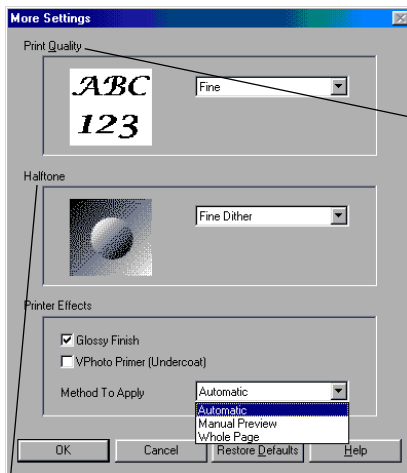 More Settings
Print Quality
ABC
123
Fine
Halftone
Fine Dither
Printer Effects
Glossy Finish
VPhoto Primer (Undercoat)
Method To Apply
Automatic
Automatic
Manual Preview
Whole Page
OK Cancel Restore Defaults Help